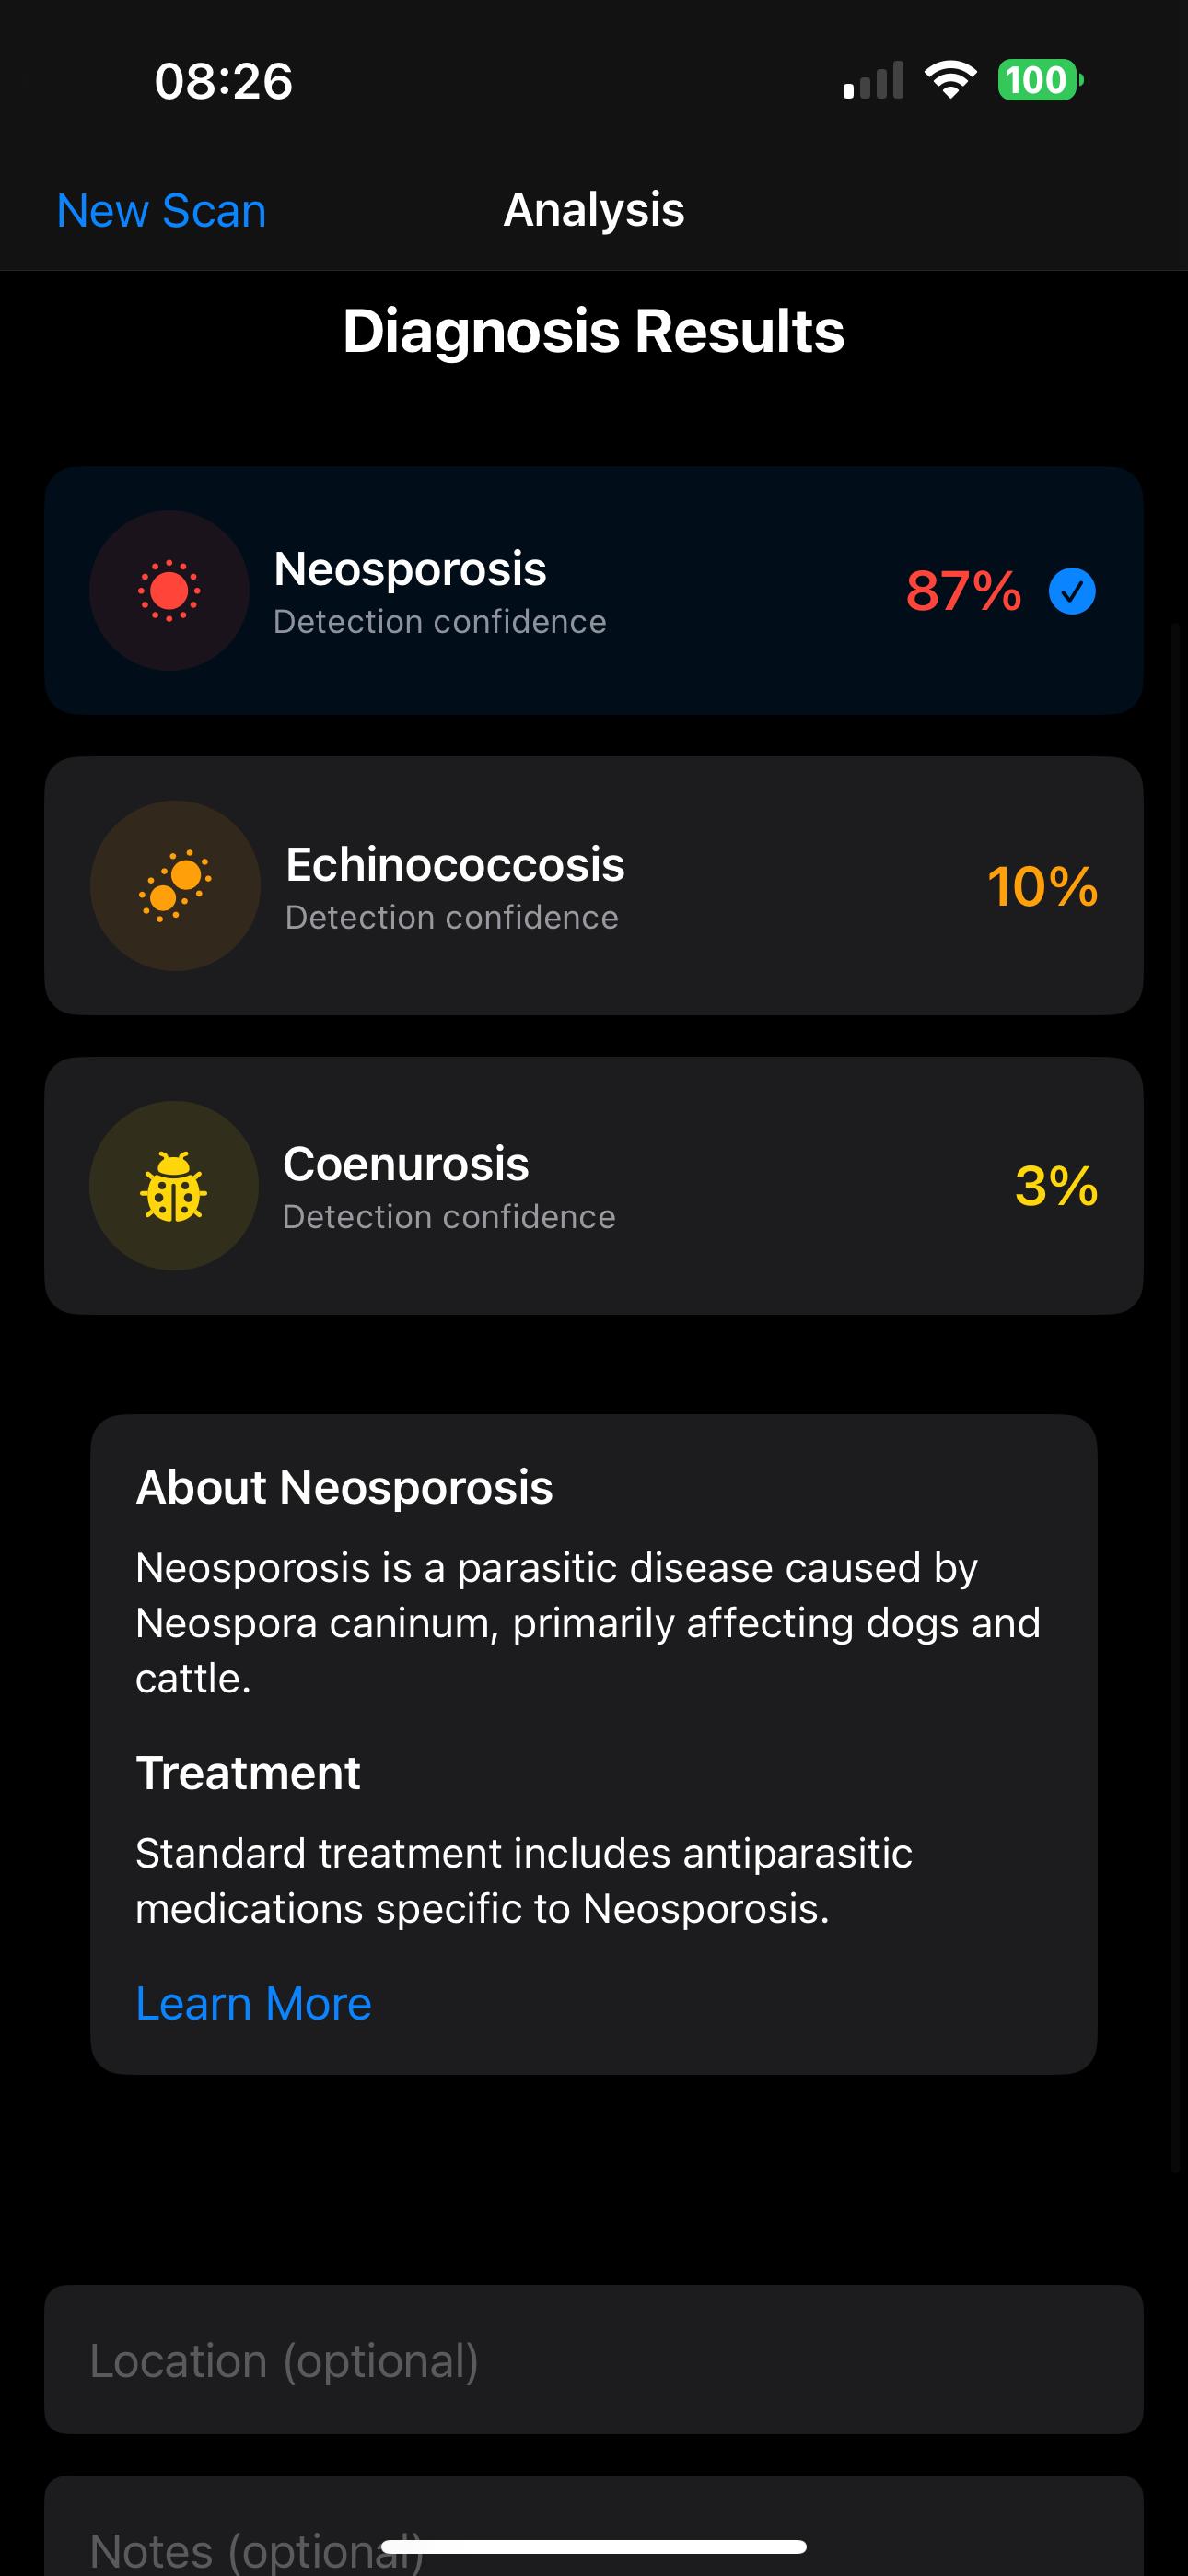 08:26
100
New Scan
Analysis
Diagnosis Results
Neosporosis
Detection confidence
87%
Echinococcosis
Detection confidence
10%
Coenurosis
Detection confidence
3%
About Neosporosis
Neosporosis is a parasitic disease caused by
Neospora caninum, primarily affecting dogs and
cattle.
Treatment
Standard treatment includes antiparasitic
medications specific to Neosporosis.
Learn More
Location (optional)
Notes (optional)